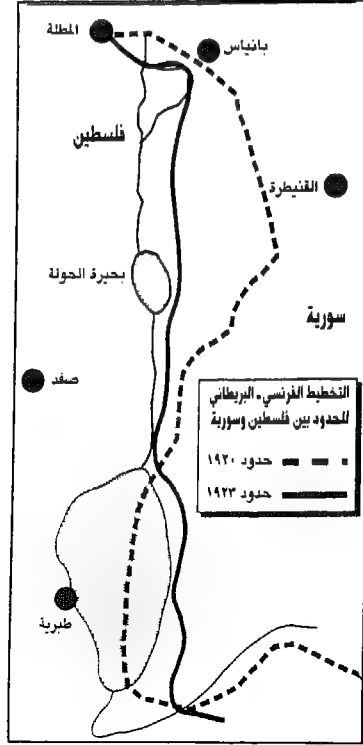 المطلة
بانياس
فلسطين
القنيطرة
بحيرة الحولة
سورية
صفد
التخطيط الفرنسي - البريطاني
للحدود بين فلسطين وسورية
حدود ١٩٢٠
حدود ١٩٢٣
طبرية